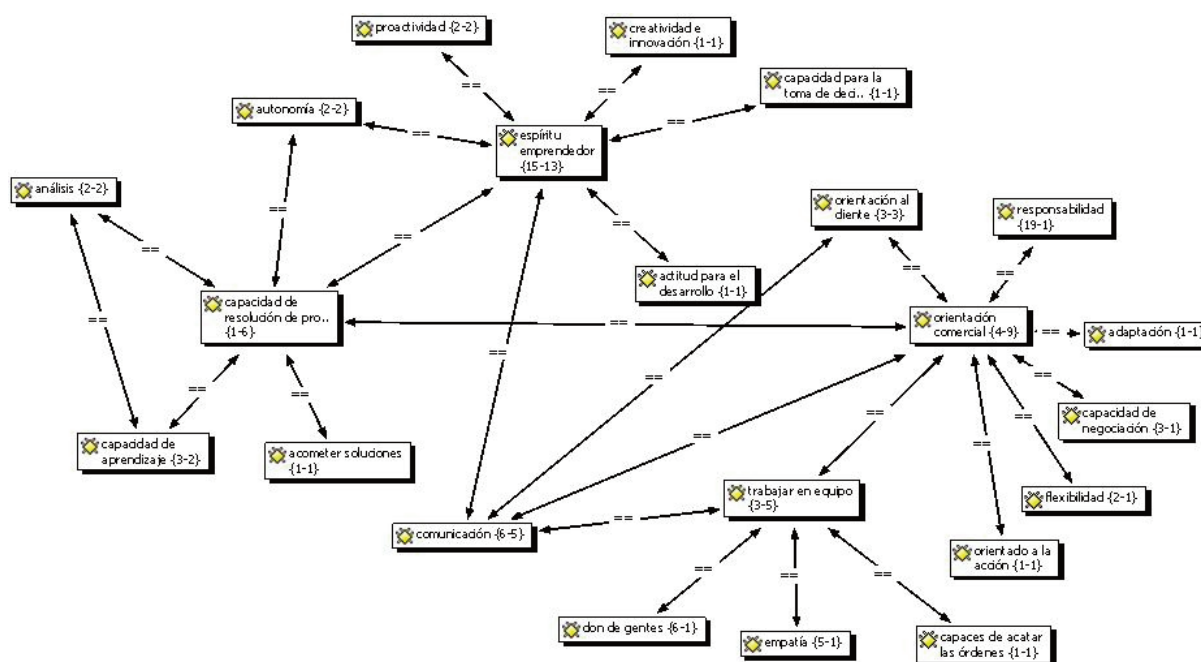 proactividad {2-2}
creatividad e
innovación {1-1}
capacidad para la
toma de deci.. {1-1}
autonomía {2-2}
==
==
==
==
espíritu
emprendedor
{15-13}
análisis {2-2}
==
==
==
==
==
orientación al
cliente {3-3}
responsabilidad
{19-1}
==
==
actitud para el
desarrollo {1-1}
capacidad de
resolución de pro..
{1-6}
==
orientación
comercial {4-9}
==
adaptación {1-1}
==
==
==
==
==
==
==
capacidad de
negociación {3-1}
==
==
==
==
capacidad de
aprendizaje {3-2}
acometer soluciones
{1-1}
trabajar en equipo
{3-5}
flexibilidad {2-1}
comunicación {6-5}
==
orientado a la
acción {1-1}
==
==
==
don de gentes {6-1}
empatía {5-1}
capaces de acatar
las órdenes {1-1}